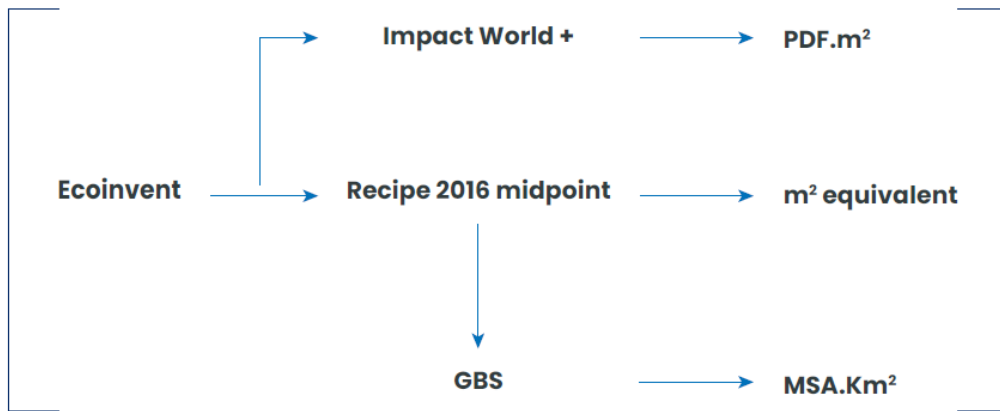 Impact World +
PDF.m²
Ecoinvent
Recipe 2016 midpoint
m² equivalent
GBS
MSA.Km²